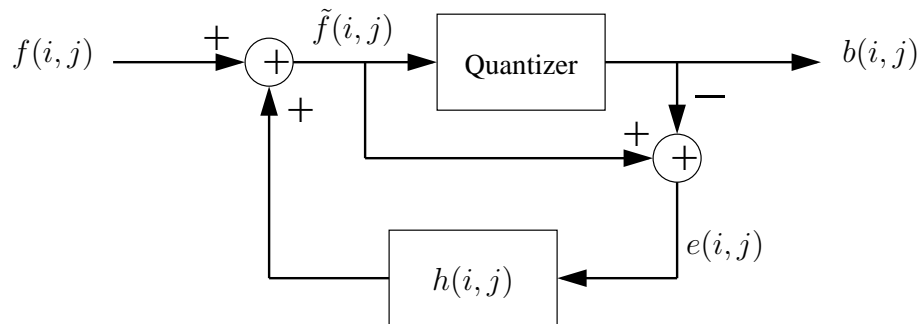 f(i, j)
+
+
f̃(i, j)
Quantizer
b(i, j)
+
−
+
+
h(i, j)
e(i, j)